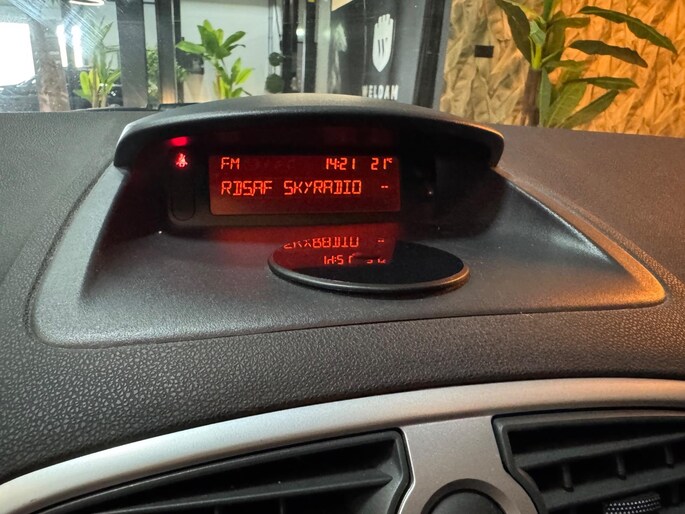 W
WELDAM
FM 14:21 21°
RDSAF SKYRADIO --